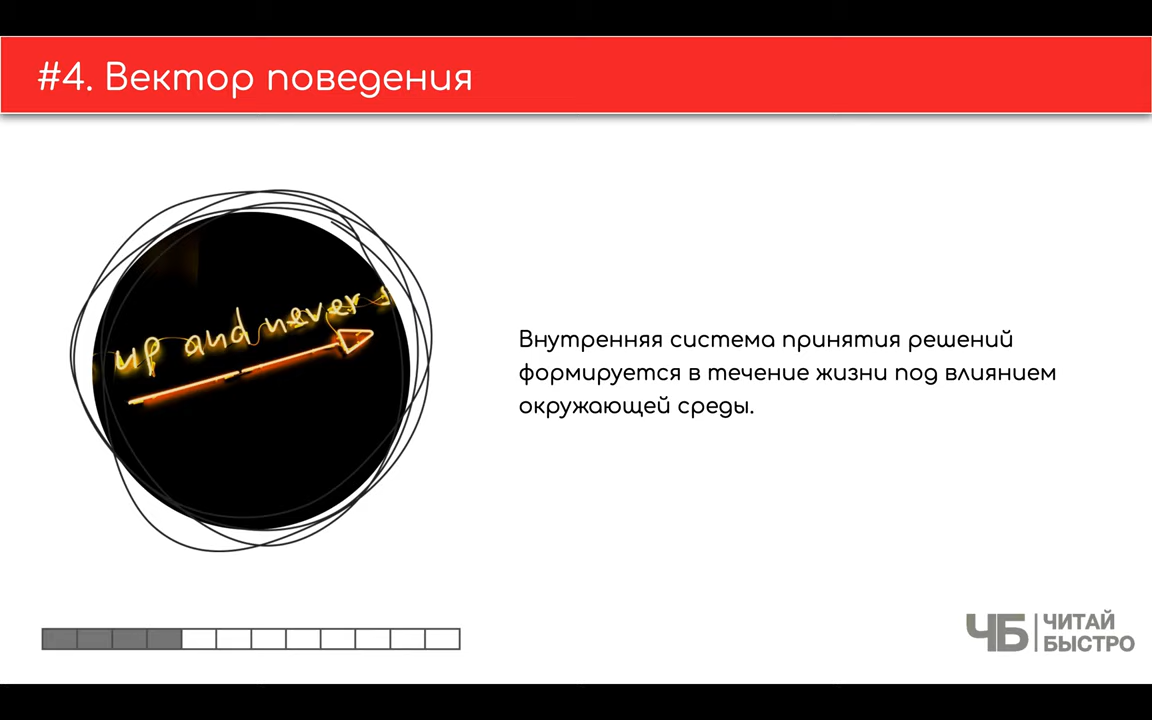 #4. Вектор поведения
up and never
Внутренняя система принятия решений
формируется в течение жизни под влиянием
окружающей среды.
ЧБ
ЧИТАЙ
БЫСТРО